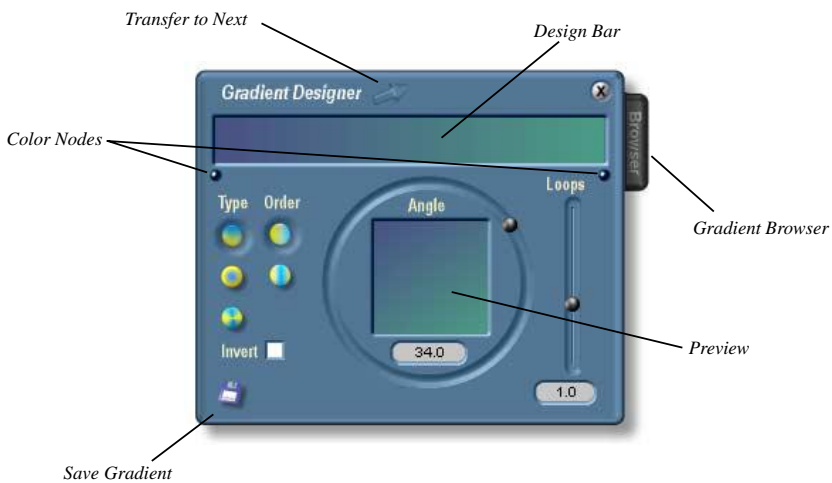 Transfer to Next
Design Bar
Gradient Designer
X
Browser
Color Nodes
Loops
Type Order
Angle
Gradient Browser
Preview
Invert
34.0
1.0
Save Gradient